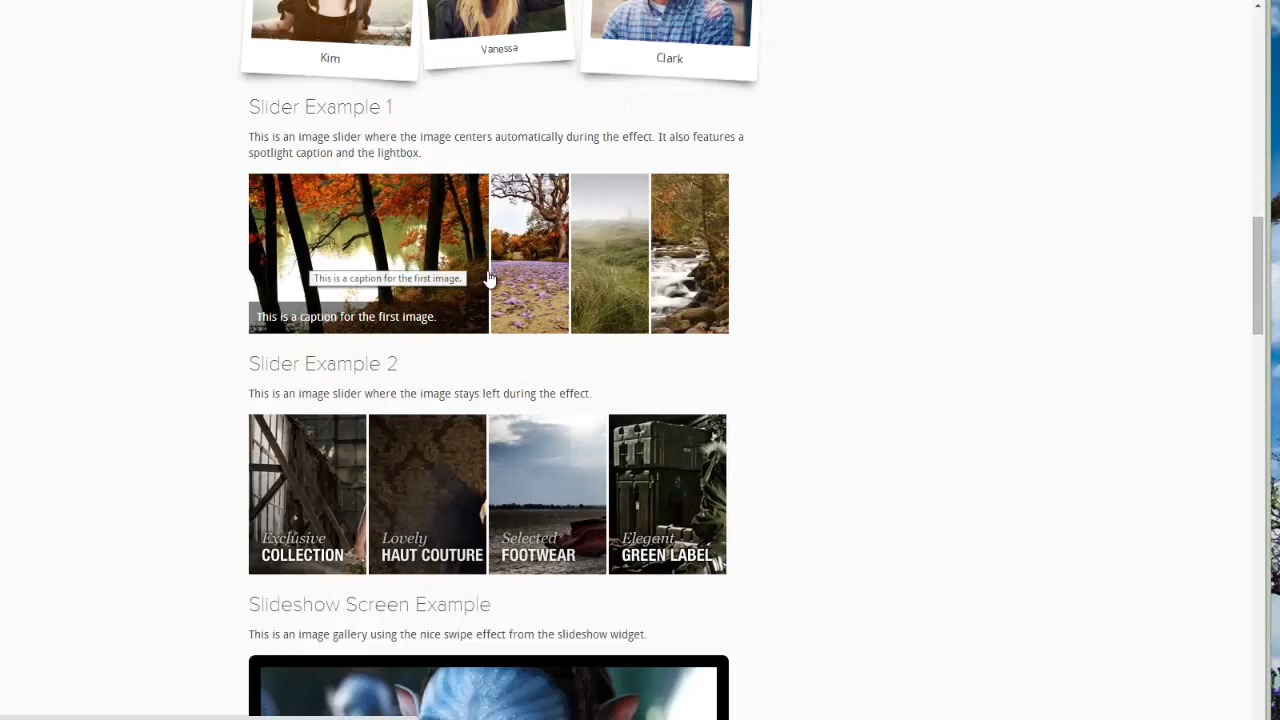 Kim
Vanessa
Clark
Slider Example 1
This is an image slider where the image centers automatically during the effect. It also features a
spotlight caption and the lightbox.
This is a caption for the first image.
This is a caption for the first image.
Slider Example 2
This is an image slider where the image stays left during the effect.
Exclusive
COLLECTION
Lovely
HAUT COUTURE
Selected
FOOTWEAR
Elegant
GREEN LABEL
Slideshow Screen Example
This is an image gallery using the nice swipe effect from the slideshow widget.